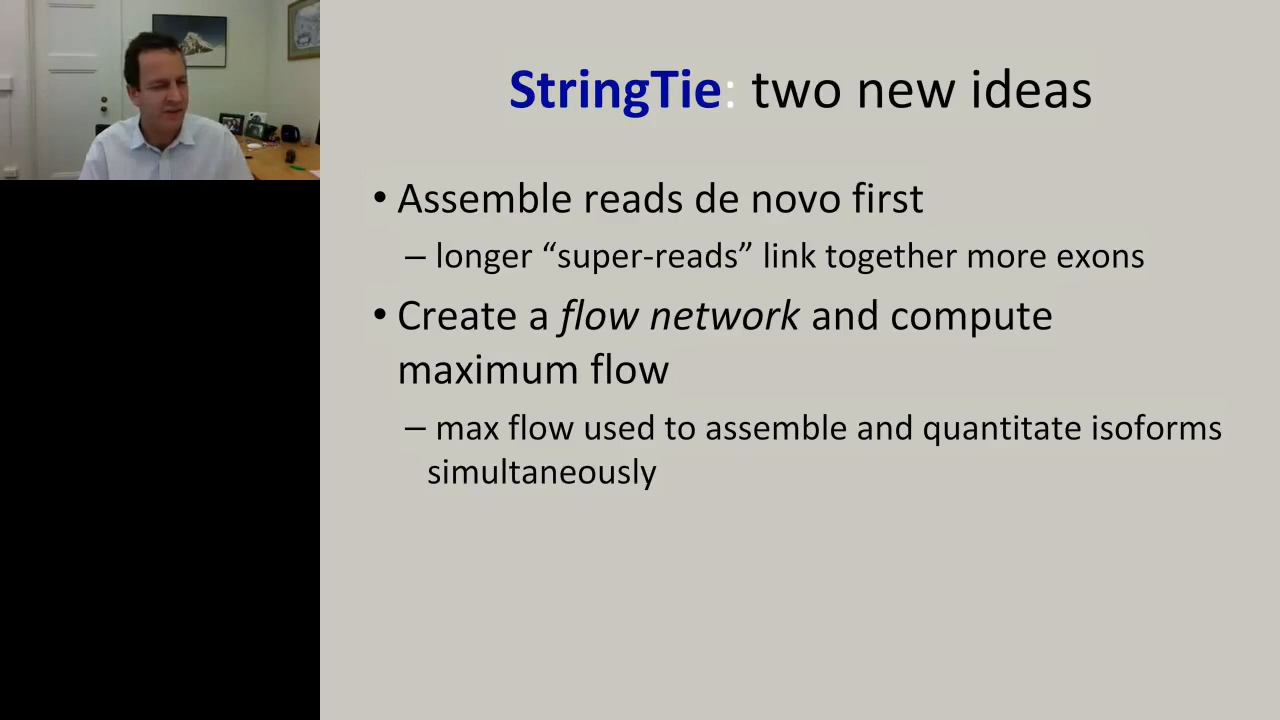 StringTie: two new ideas
• Assemble reads de novo first
– longer “super-reads” link together more exons
• Create a flow network and compute
maximum flow
– max flow used to assemble and quantitate isoforms
simultaneously